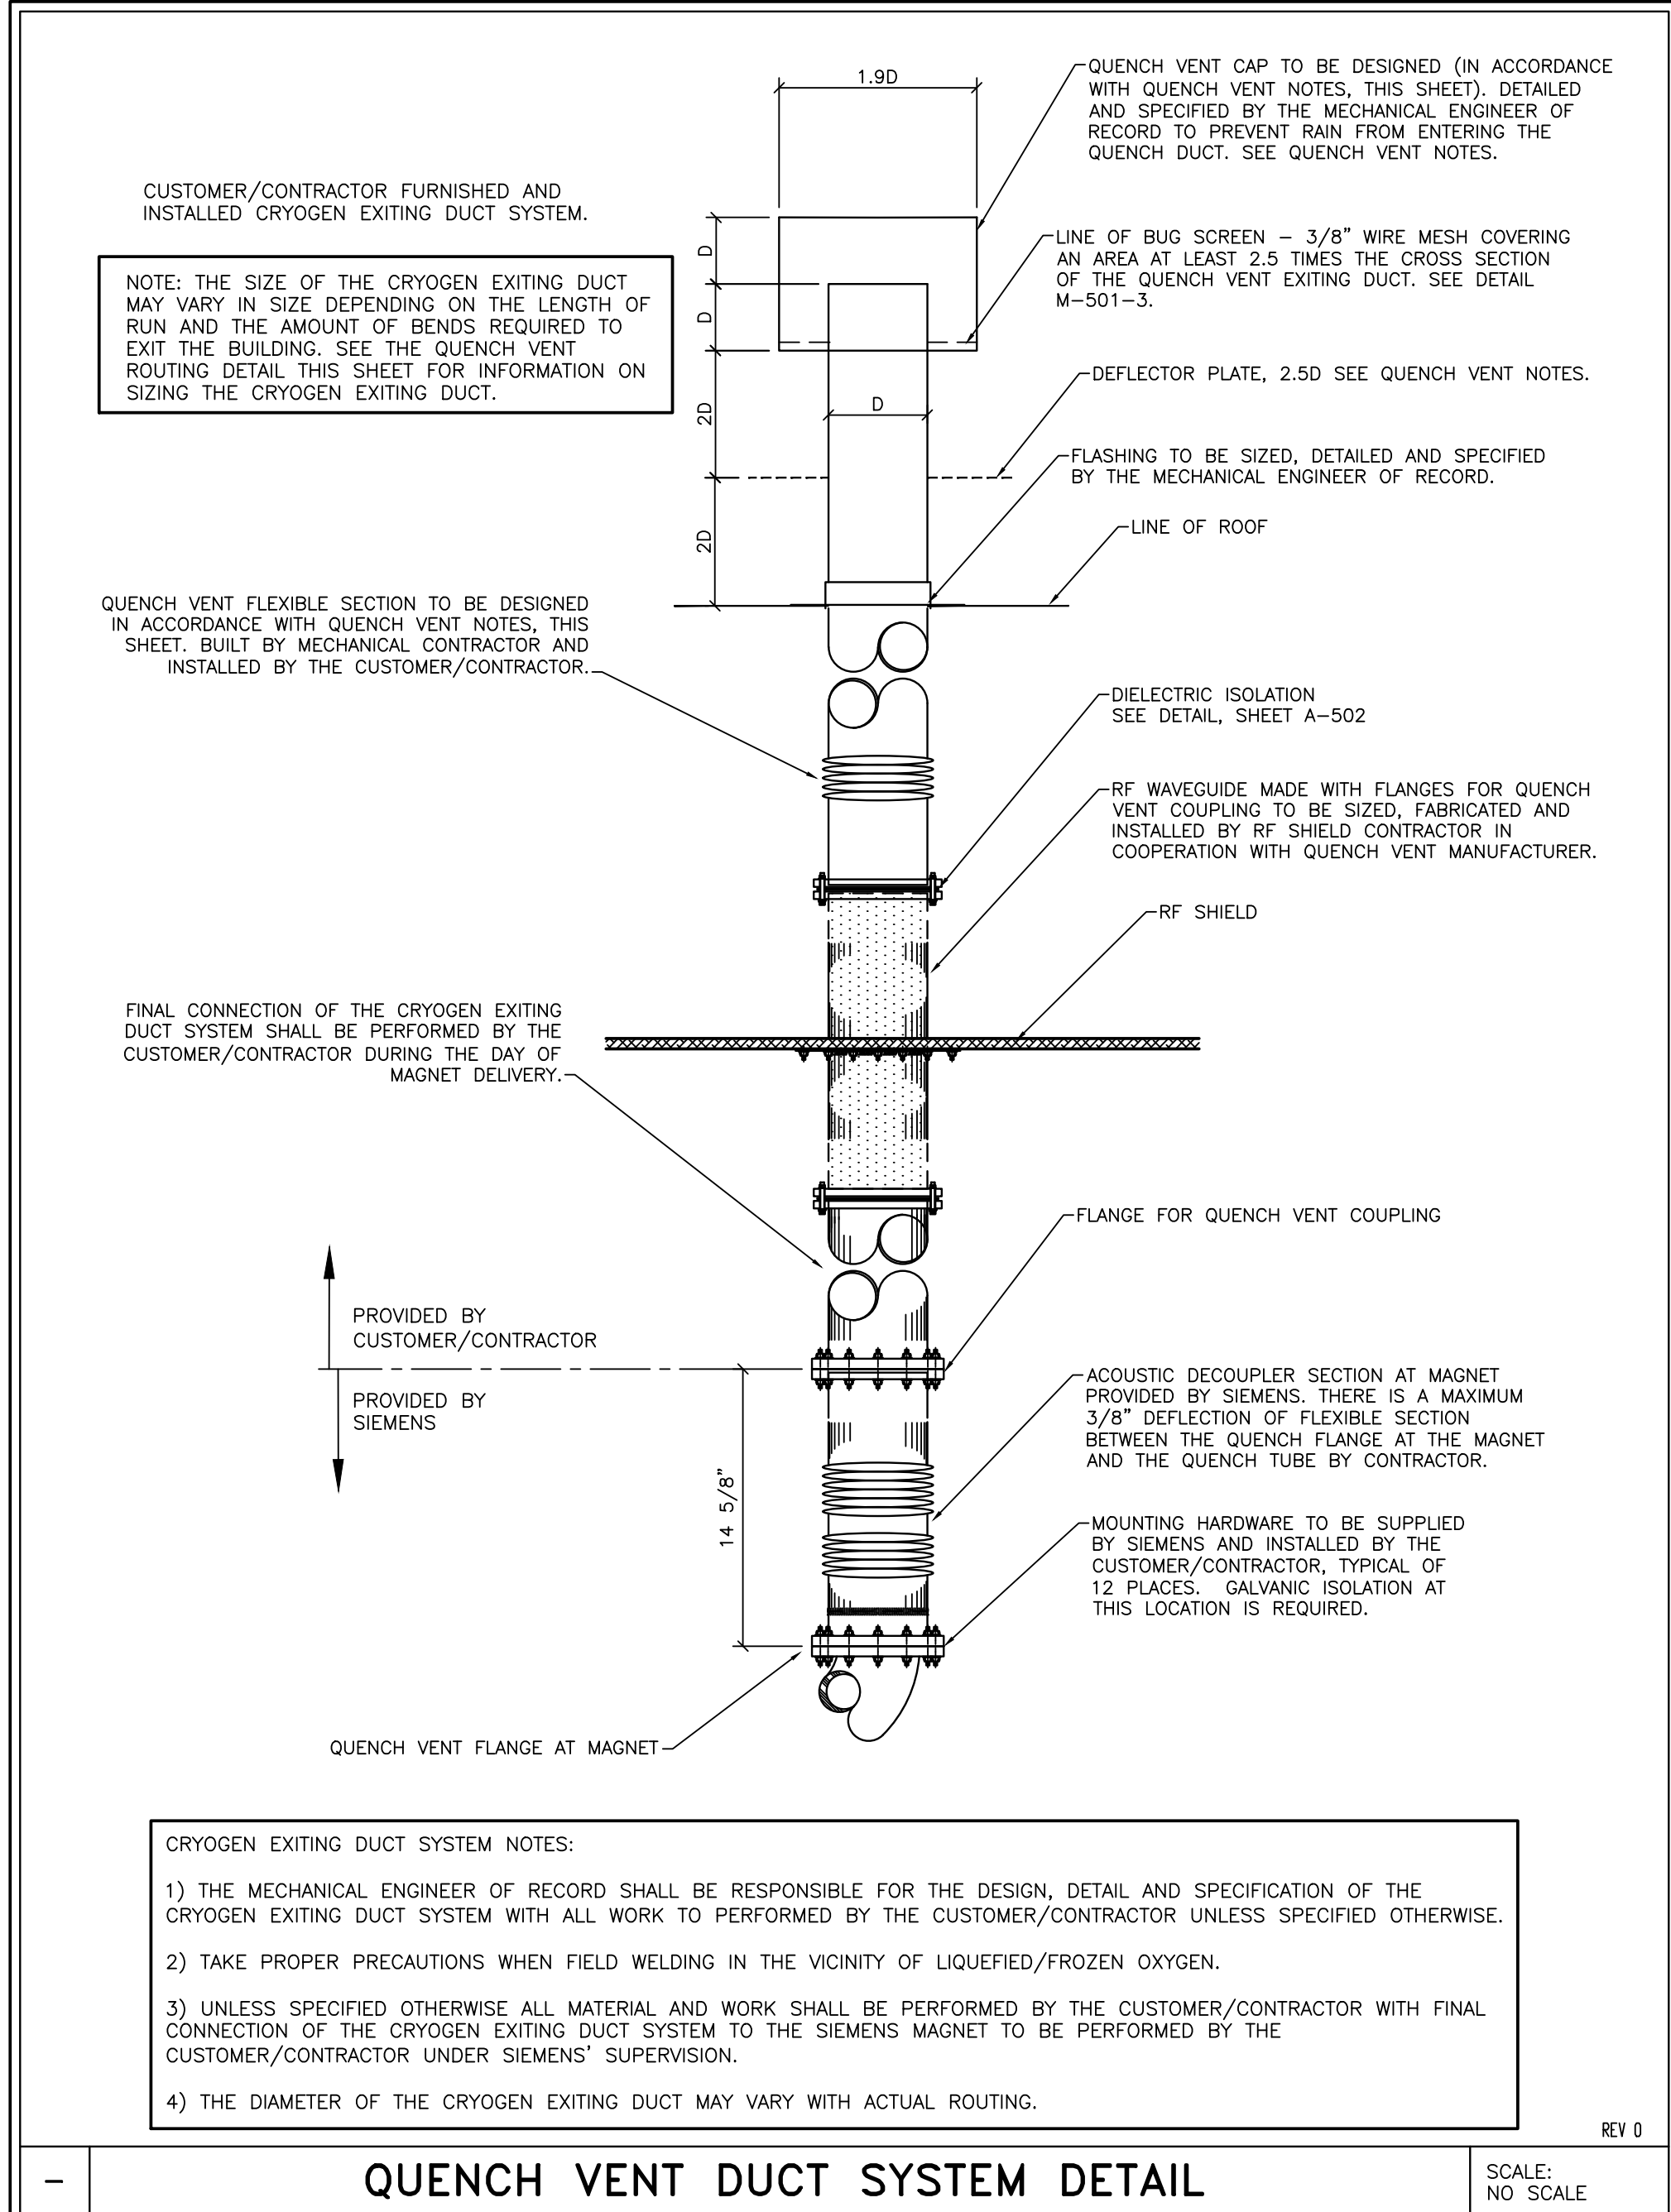 1.9D
QUENCH VENT CAP TO BE DESIGNED (IN ACCORDANCE
WITH QUENCH VENT NOTES, THIS SHEET). DETAILED
AND SPECIFIED BY THE MECHANICAL ENGINEER OF
RECORD TO PREVENT RAIN FROM ENTERING THE
QUENCH DUCT. SEE QUENCH VENT NOTES.
CUSTOMER/CONTRACTOR FURNISHED AND
INSTALLED CRYOGEN EXITING DUCT SYSTEM.
NOTE: THE SIZE OF THE CRYOGEN EXITING DUCT
MAY VARY IN SIZE DEPENDING ON THE LENGTH OF
RUN AND THE AMOUNT OF BENDS REQUIRED TO
EXIT THE BUILDING. SEE THE QUENCH VENT
ROUTING DETAIL THIS SHEET FOR INFORMATION ON
SIZING THE CRYOGEN EXITING DUCT.
D
D
2D
2D
D
LINE OF BUG SCREEN – 3/8" WIRE MESH COVERING
AN AREA AT LEAST 2.5 TIMES THE CROSS SECTION
OF THE QUENCH VENT EXITING DUCT. SEE DETAIL
M–501–3.
DEFLECTOR PLATE, 2.5D SEE QUENCH VENT NOTES.
FLASHING TO BE SIZED, DETAILED AND SPECIFIED
BY THE MECHANICAL ENGINEER OF RECORD.
LINE OF ROOF
QUENCH VENT FLEXIBLE SECTION TO BE DESIGNED
IN ACCORDANCE WITH QUENCH VENT NOTES, THIS
SHEET. BUILT BY MECHANICAL CONTRACTOR AND
INSTALLED BY THE CUSTOMER/CONTRACTOR.
DIELECTRIC ISOLATION
SEE DETAIL, SHEET A–502
RF WAVEGUIDE MADE WITH FLANGES FOR QUENCH
VENT COUPLING TO BE SIZED, FABRICATED AND
INSTALLED BY RF SHIELD CONTRACTOR IN
COOPERATION WITH QUENCH VENT MANUFACTURER.
RF SHIELD
FINAL CONNECTION OF THE CRYOGEN EXITING
DUCT SYSTEM SHALL BE PERFORMED BY THE
CUSTOMER/CONTRACTOR DURING THE DAY OF
MAGNET DELIVERY.
FLANGE FOR QUENCH VENT COUPLING
PROVIDED BY
CUSTOMER/CONTRACTOR
PROVIDED BY
SIEMENS
14 5/8"
ACOUSTIC DECOUPLER SECTION AT MAGNET
PROVIDED BY SIEMENS. THERE IS A MAXIMUM
3/8" DEFLECTION OF FLEXIBLE SECTION
BETWEEN THE QUENCH FLANGE AT THE MAGNET
AND THE QUENCH TUBE BY CONTRACTOR.
MOUNTING HARDWARE TO BE SUPPLIED
BY SIEMENS AND INSTALLED BY THE
CUSTOMER/CONTRACTOR, TYPICAL OF
12 PLACES. GALVANIC ISOLATION AT
THIS LOCATION IS REQUIRED.
QUENCH VENT FLANGE AT MAGNET
CRYOGEN EXITING DUCT SYSTEM NOTES:
1) THE MECHANICAL ENGINEER OF RECORD SHALL BE RESPONSIBLE FOR THE DESIGN, DETAIL AND SPECIFICATION OF THE
CRYOGEN EXITING DUCT SYSTEM WITH ALL WORK TO PERFORMED BY THE CUSTOMER/CONTRACTOR UNLESS SPECIFIED OTHERWISE.
2) TAKE PROPER PRECAUTIONS WHEN FIELD WELDING IN THE VICINITY OF LIQUEFIED/FROZEN OXYGEN.
3) UNLESS SPECIFIED OTHERWISE ALL MATERIAL AND WORK SHALL BE PERFORMED BY THE CUSTOMER/CONTRACTOR WITH FINAL
CONNECTION OF THE CRYOGEN EXITING DUCT SYSTEM TO THE SIEMENS MAGNET TO BE PERFORMED BY THE
CUSTOMER/CONTRACTOR UNDER SIEMENS' SUPERVISION.
4) THE DIAMETER OF THE CRYOGEN EXITING DUCT MAY VARY WITH ACTUAL ROUTING.
REV 0
–
QUENCH VENT DUCT SYSTEM DETAIL
SCALE:
NO SCALE